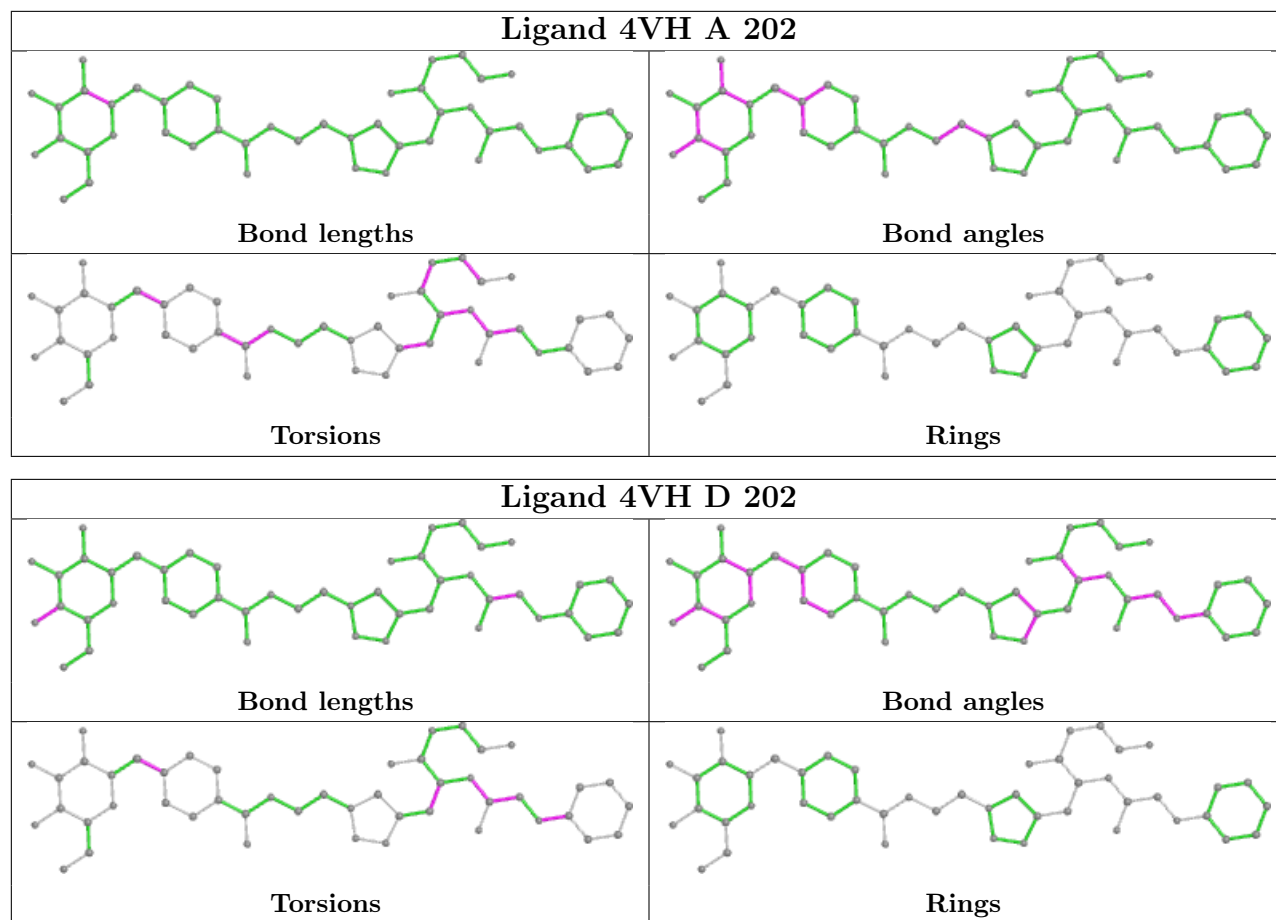 Ligand 4VH A 202
Bond lengths
Bond angles
Torsions
Rings
Ligand 4VH D 202
Bond lengths
Bond angles
Torsions
Rings